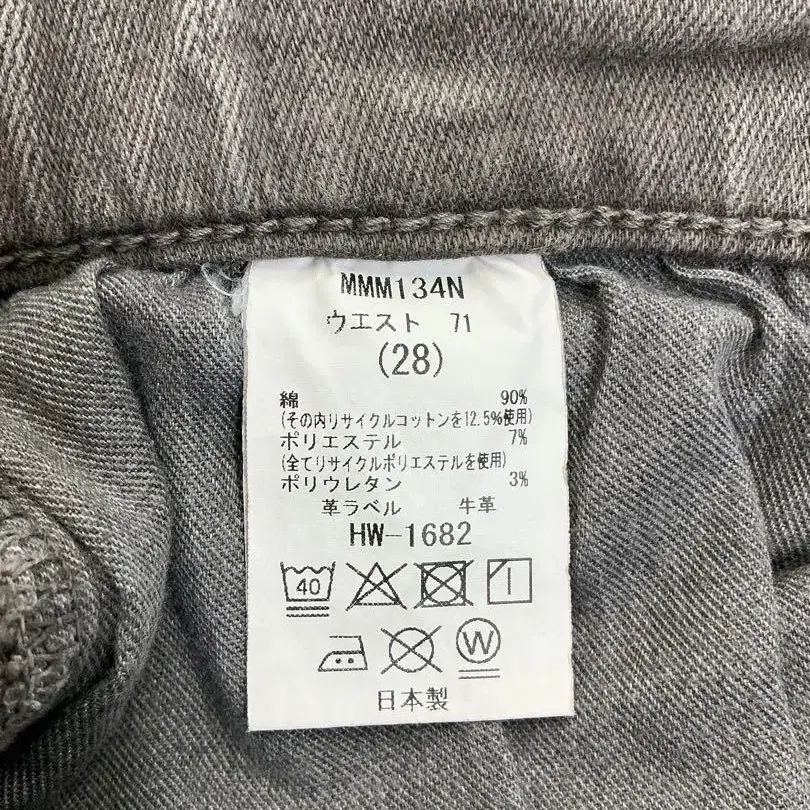 MMM134N
ウエスト 71
(28)
綿 90%
(その内リサイクルコットンを12.5%使用)
ポリエステル 7%
(全てリサイクルポリエステルを使用)
ポリウレタン 3%
革ラベル 牛革
HW-1682
40
W
日本製